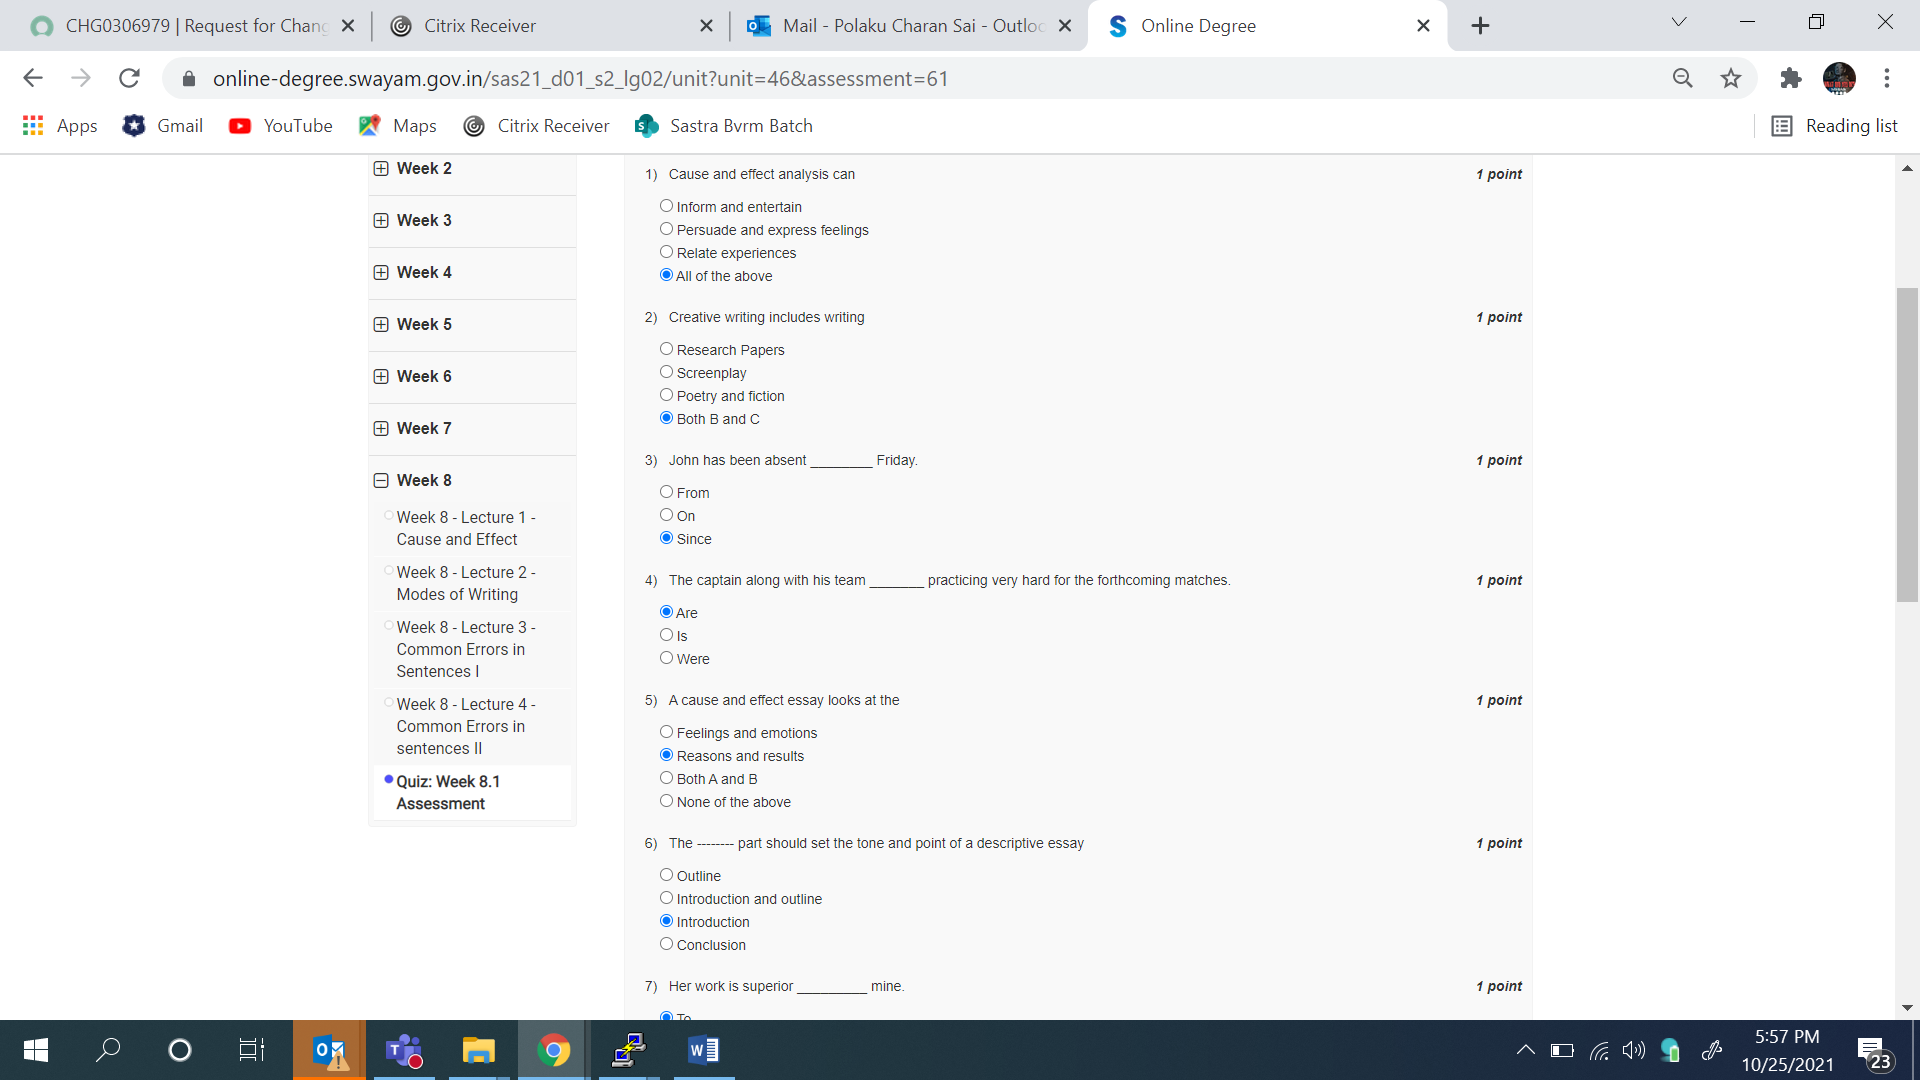 CHG0306979 | Request for Chang
Citrix Receiver
Mail - Polaku Charan Sai - Outloo
Online Degree
online-degree.swayam.gov.in/sas21_d01_s2_lg02/unit?unit=46&assessment=61
Apps
Gmail
YouTube
Maps
Citrix Receiver
Sastra Bvrm Batch
Reading list
Week 2
Week 3
Week 4
Week 5
Week 6
Week 7
Week 8
Week 8 - Lecture 1 -
Cause and Effect
Week 8 - Lecture 2 -
Modes of Writing
Week 8 - Lecture 3 -
Common Errors in
Sentences I
Week 8 - Lecture 4 -
Common Errors in
sentences II
Quiz: Week 8.1
Assessment
1) Cause and effect analysis can 1 point
Inform and entertain
Persuade and express feelings
Relate experiences
All of the above
2) Creative writing includes writing 1 point
Research Papers
Screenplay
Poetry and fiction
Both B and C
3) John has been absent ________ Friday. 1 point
From
On
Since
4) The captain along with his team _______ practicing very hard for the forthcoming matches. 1 point
Are
Is
Were
5) A cause and effect essay looks at the 1 point
Feelings and emotions
Reasons and results
Both A and B
None of the above
6) The -------- part should set the tone and point of a descriptive essay 1 point
Outline
Introduction and outline
Introduction
Conclusion
7) Her work is superior _________ mine. 1 point
To
5:57 PM
10/25/2021
23